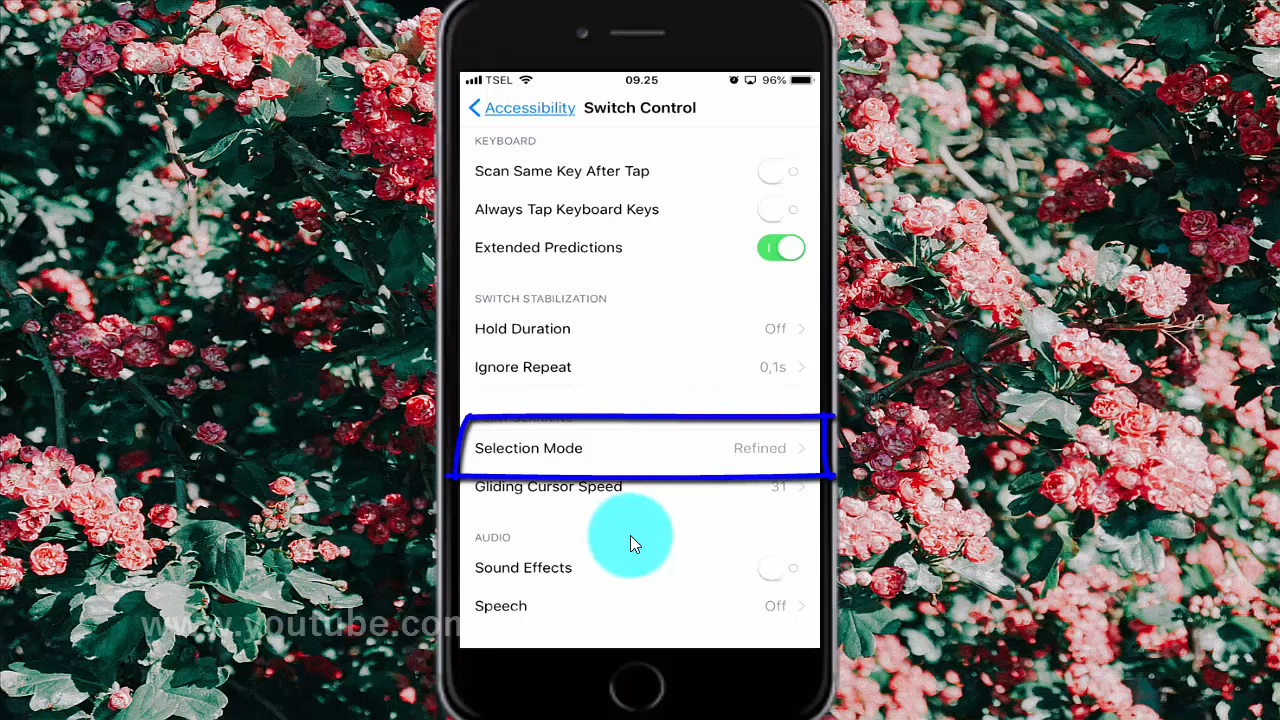 TSEL 09.25 96%
Accessibility Switch Control
KEYBOARD
Scan Same Key After Tap
Always Tap Keyboard Keys
Extended Predictions
SWITCH STABILIZATION
Hold Duration Off
Ignore Repeat 0,1s
Selection Mode Refined
Gliding Cursor Speed 31
AUDIO
Sound Effects
Speech Off
www.youtube.com